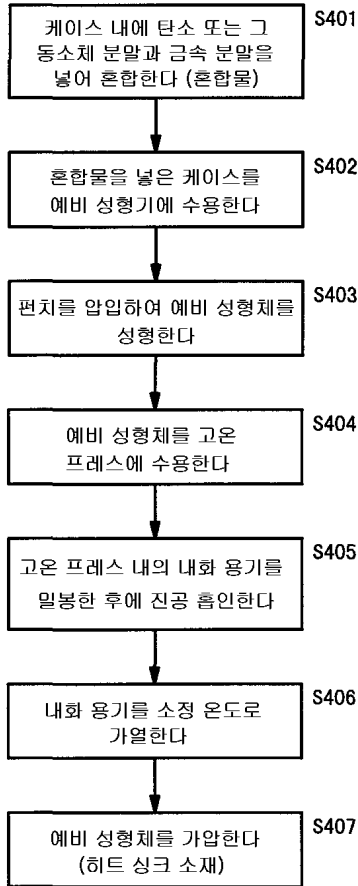 S401
케이스 내에 탄소 또는 그
동소체 분말과 금속 분말을
넣어 혼합한다 (혼합물)
S402
혼합물을 넣은 케이스를
예비 성형기에 수용한다
S403
펀치를 압입하여 예비 성형체를
성형한다
S404
예비 성형체를 고온
프레스에 수용한다
S405
고온 프레스 내의 내화 용기를
밀봉한 후에 진공 흡인한다
S406
내화 용기를 소정 온도로
가열한다
S407
예비 성형체를 가압한다
(히트 싱크 소재)